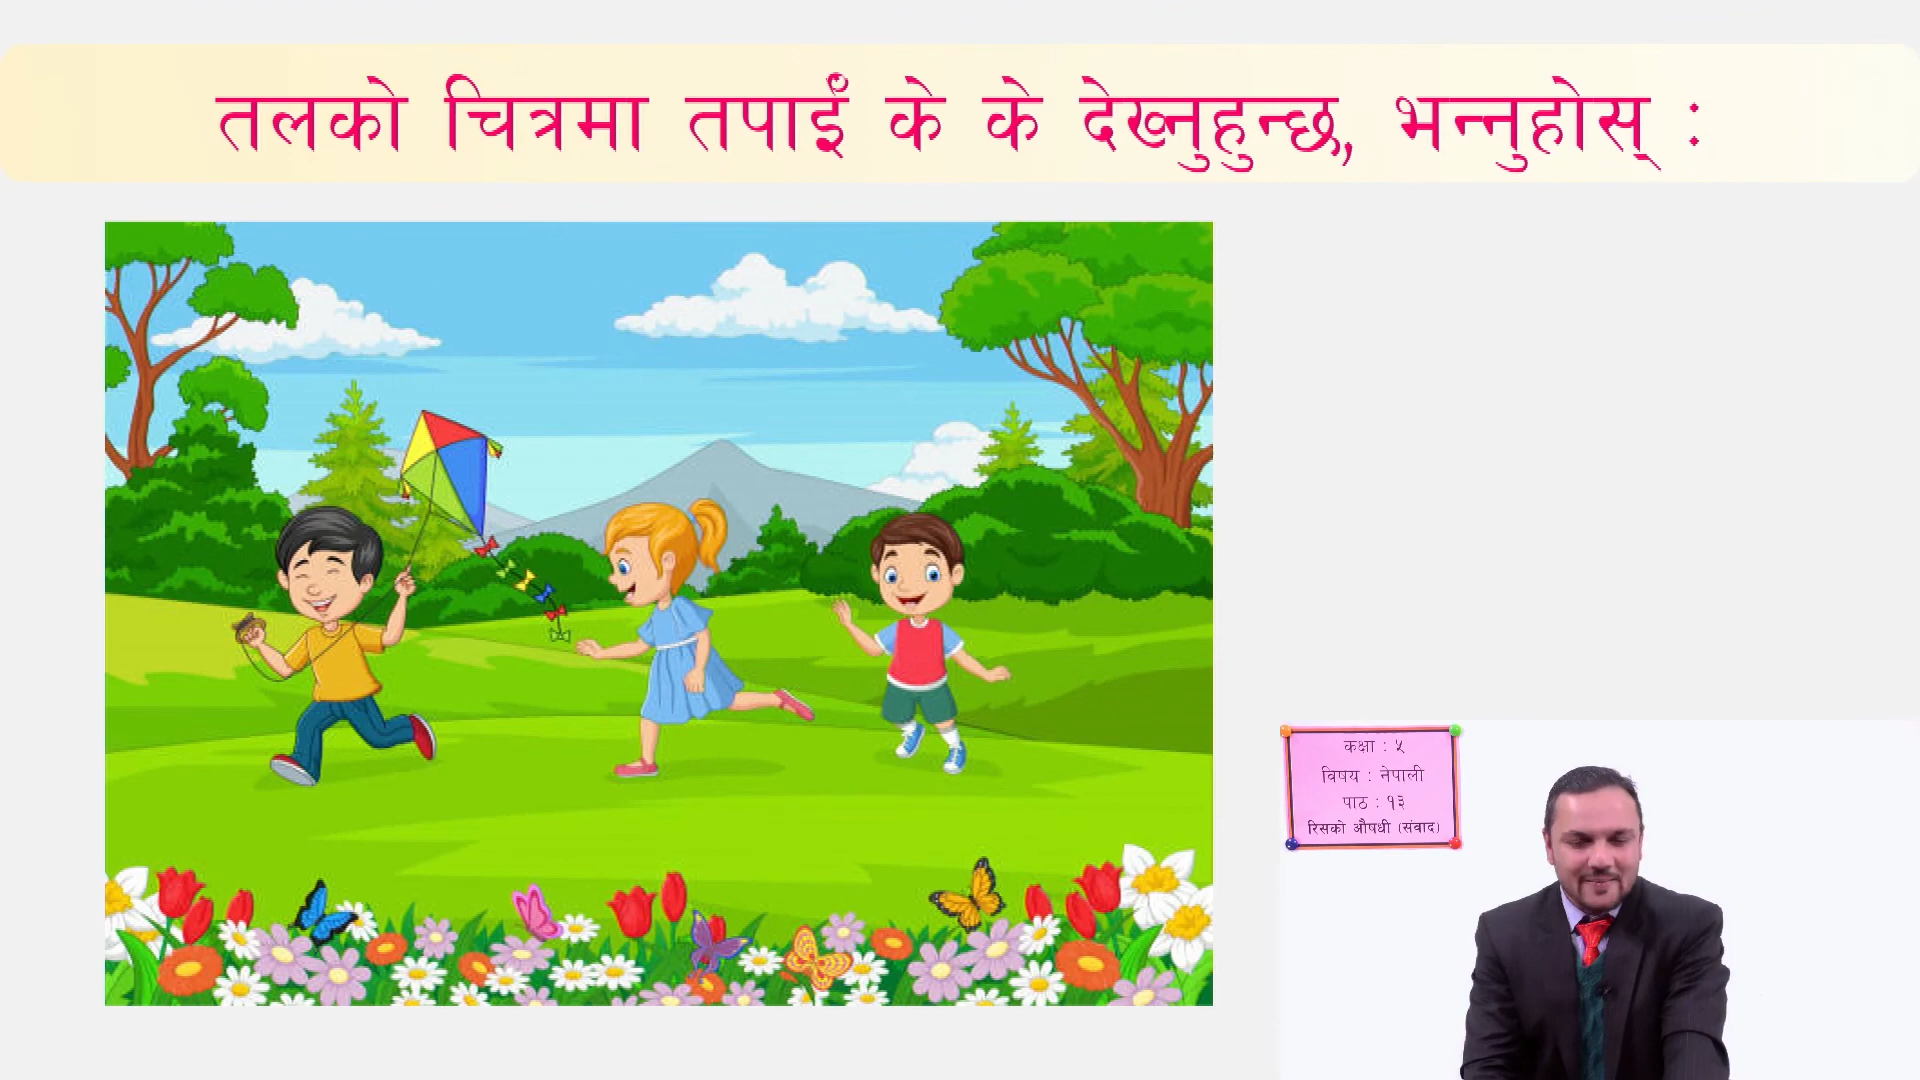 तलको चित्रमा तपाईं के के देख्नुहुन्छ, भन्नुहोस् :
कक्षा : ५
विषय : नेपाली
पाठ : १३
रिसको औषधी (संवाद)